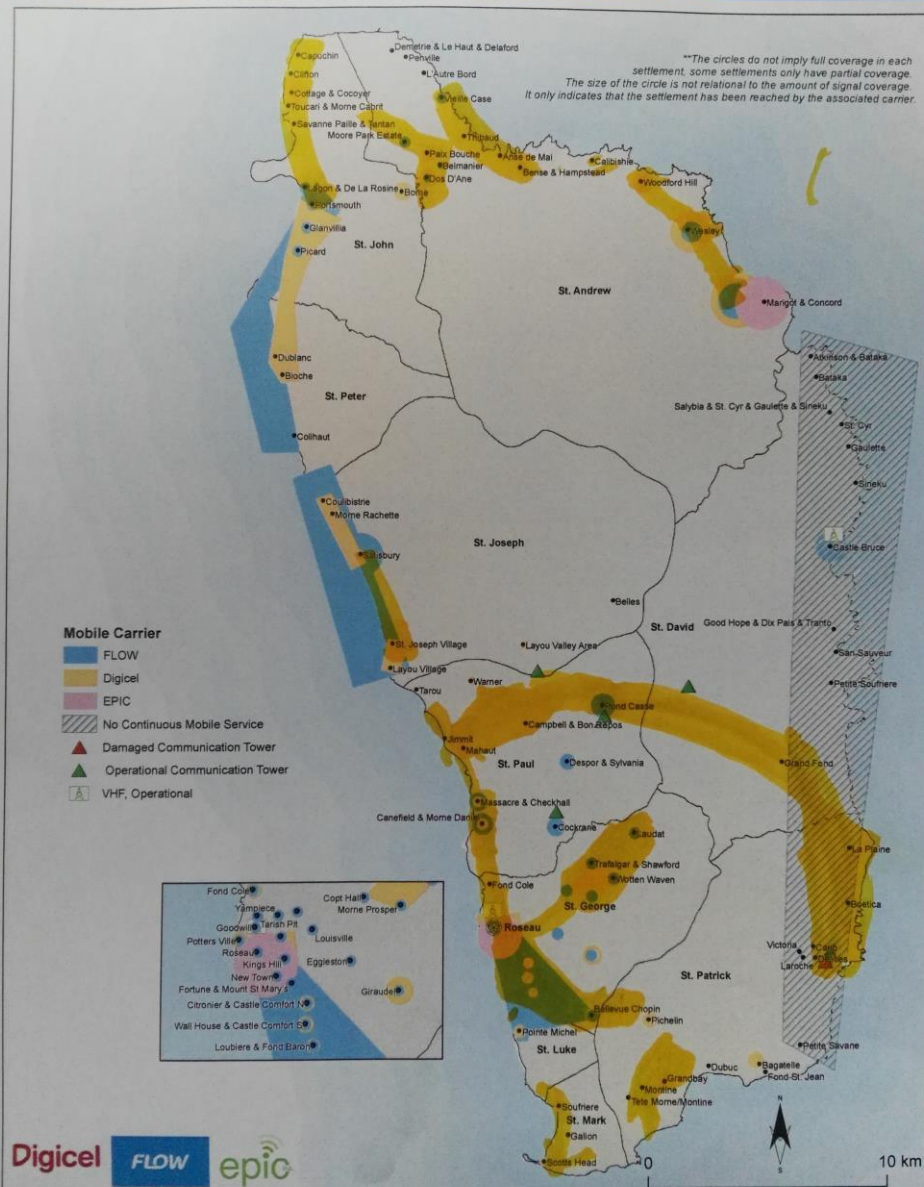 Demetrie & Le Haut & Delaford
Penville
Capuchin
L'Autre Bord
Clifton
**The circles do not imply full coverage in each
settlement, some settlements only have partial coverage.
The size of the circle is not relational to the amount of signal coverage.
It only indicates that the settlement has been reached by the associated carrier.
Cottage & Cocoyer
Vieille Case
Toucari & Morne Cabrit
Savanne Paille & Tantan
Moore Park Estate
Thibaud
Paix Bouche
Anse de Mai
Calibishie
Belmanier
Bense & Hampstead
Dos D'Ane
Woodford Hill
Lagon & De La Rosine
Borne
Portsmouth
Glanvillia
Wesley
St. John
Picard
St. Andrew
Marigot & Concord
Dublanc
Atkinson & Bataka
Bioche
Bataka
St. Peter
Salybia & St. Cyr & Gaulette & Sineku
St. Cyr
Colihaut
Gaulette
Sineku
Coulibistrie
Morne Rachette
St. Joseph
Salisbury
Castle Bruce
Belles
St. David
Good Hope & Dix Pais & Tranto
Mobile Carrier
FLOW
Digicel
EPIC
No Continuous Mobile Service
Damaged Communication Tower
Operational Communication Tower
VHF, Operational
St. Joseph Village
Layou Valley Area
San Sauveur
Layou Village
Warner
Petite Soufriere
Tarou
Pond Casse
Campbell & Bon Repos
Jimmit
Mahaut
St. Paul
Despor & Sylvania
Grand Fond
Massacre & Checkhall
Canefield & Morne Daniel
Cockrane
Laudat
La Plaine
Trafalgar & Shawford
Wotten Waven
Fond Cole
St. George
Boetica
Roseau
Victoria
Carib
Laroche
Delices
St. Patrick
Bellevue Chopin
Pichelin
Pointe Michel
Petite Savane
St. Luke
Dubuc
Bagatelle
Fond-St. Jean
Grandbay
Montine
Tete Morne/Montine
Soufriere
St. Mark
Gallon
Scotts Head
Fond Cole
Copt Hall
Morne Prosper
Yampiece
Goodwill
Tarish Pit
Louisville
Potters Ville
Roseau
Kings Hill
Eggleston
New Town
Fortune & Mount St Mary's
Giraudel
Citronier & Castle Comfort N
Wall House & Castle Comfort S
Loubiere & Fond Baron
N
S
Digicel
FLOW
epic
0 10 km